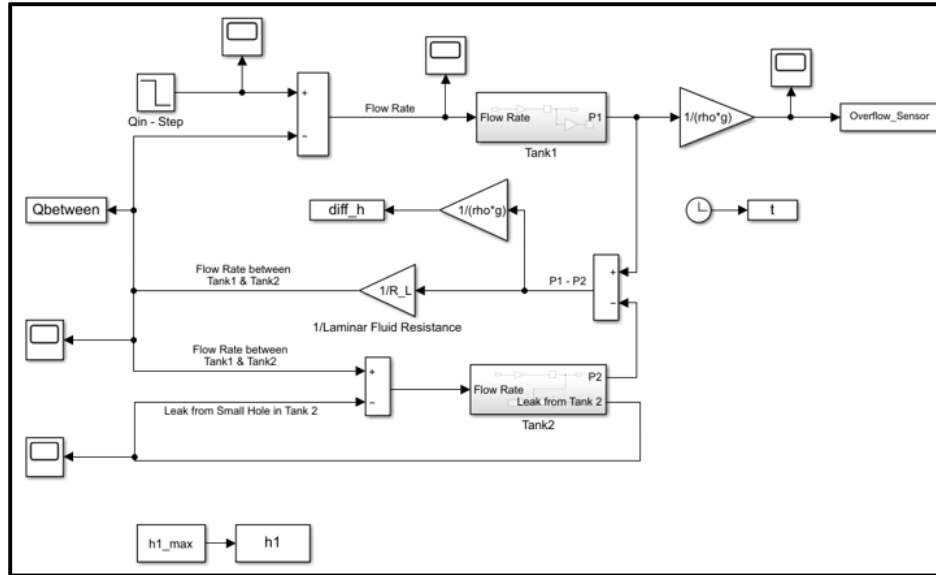 +
−
Qin - Step
Flow Rate
Flow Rate
P1
Tank1
1/(rho*g)
Overflow_Sensor
Qbetween
diff_h
1/(rho*g)
t
Flow Rate between
Tank1 & Tank2
1/R_L
P1 - P2
+
−
1/Laminar Fluid Resistance
Flow Rate between
Tank1 & Tank2
+
−
Leak from Small Hole in Tank 2
Flow Rate
P2
Leak from Tank 2
Tank2
h1_max
h1